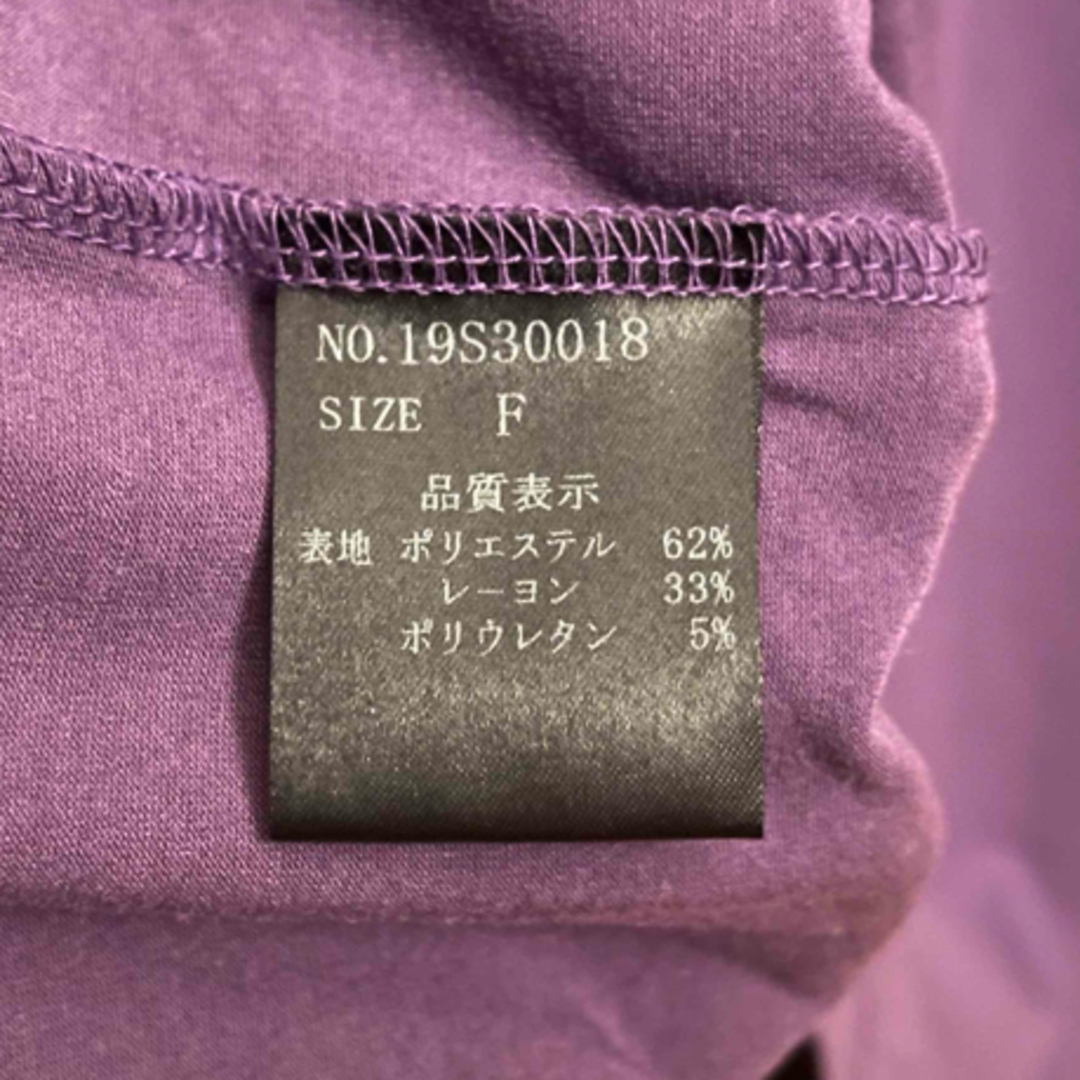 NO.19S30018
SIZE F
品質表示
表地 ポリエステル 62%
レーヨン 33%
ポリウレタン 5%